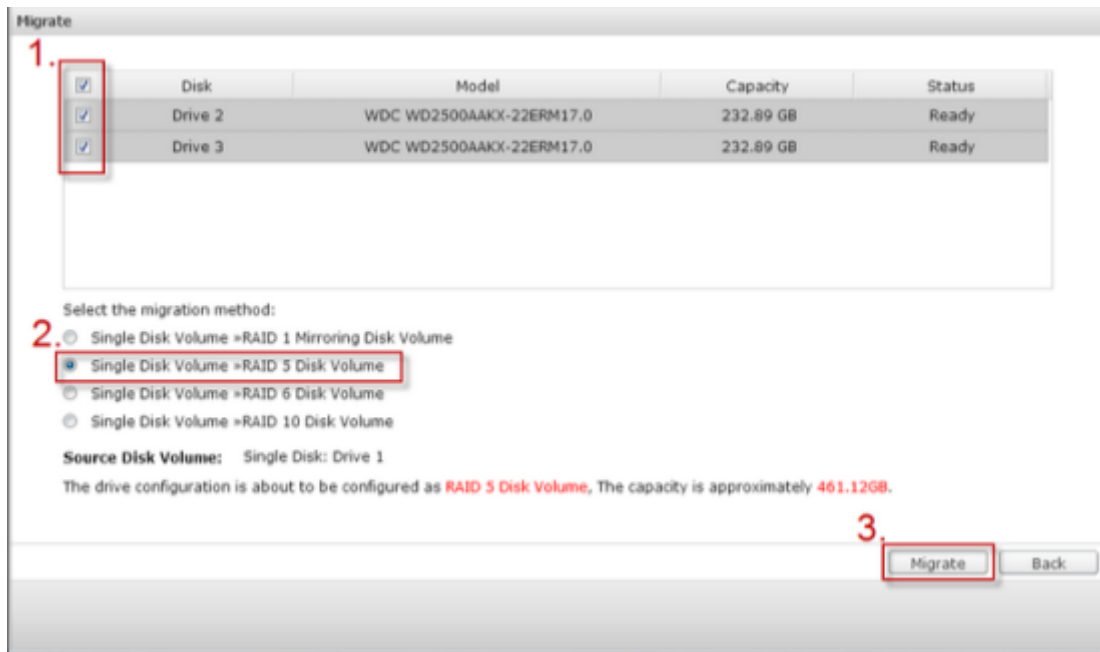 Migrate
1.
Disk Model Capacity Status
Drive 2 WDC WD2500AAKX-22ERM17.0 232.89 GB Ready
Drive 3 WDC WD2500AAKX-22ERM17.0 232.89 GB Ready
Select the migration method:
2.
Single Disk Volume »RAID 1 Mirroring Disk Volume
Single Disk Volume »RAID 5 Disk Volume
Single Disk Volume »RAID 6 Disk Volume
Single Disk Volume »RAID 10 Disk Volume
Source Disk Volume: Single Disk: Drive 1
The drive configuration is about to be configured as RAID 5 Disk Volume, The capacity is approximately 461.12GB.
3.
Migrate Back